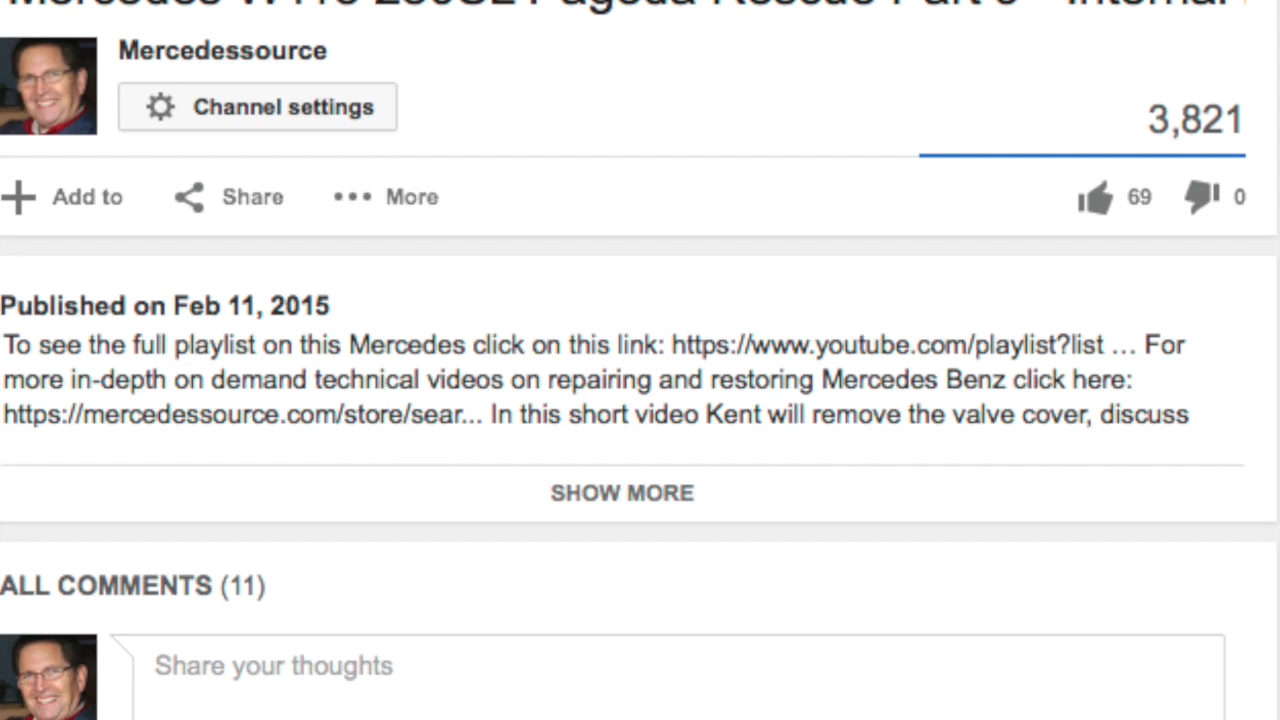 Mercedessource
Channel settings
3,821
Add to Share More 69 0
Published on Feb 11, 2015
To see the full playlist on this Mercedes click on this link: https://www.youtube.com/playlist?list ... For
more in-depth on demand technical videos on repairing and restoring Mercedes Benz click here:
https://mercedessource.com/store/sear... In this short video Kent will remove the valve cover, discuss
SHOW MORE
ALL COMMENTS (11)
Share your thoughts